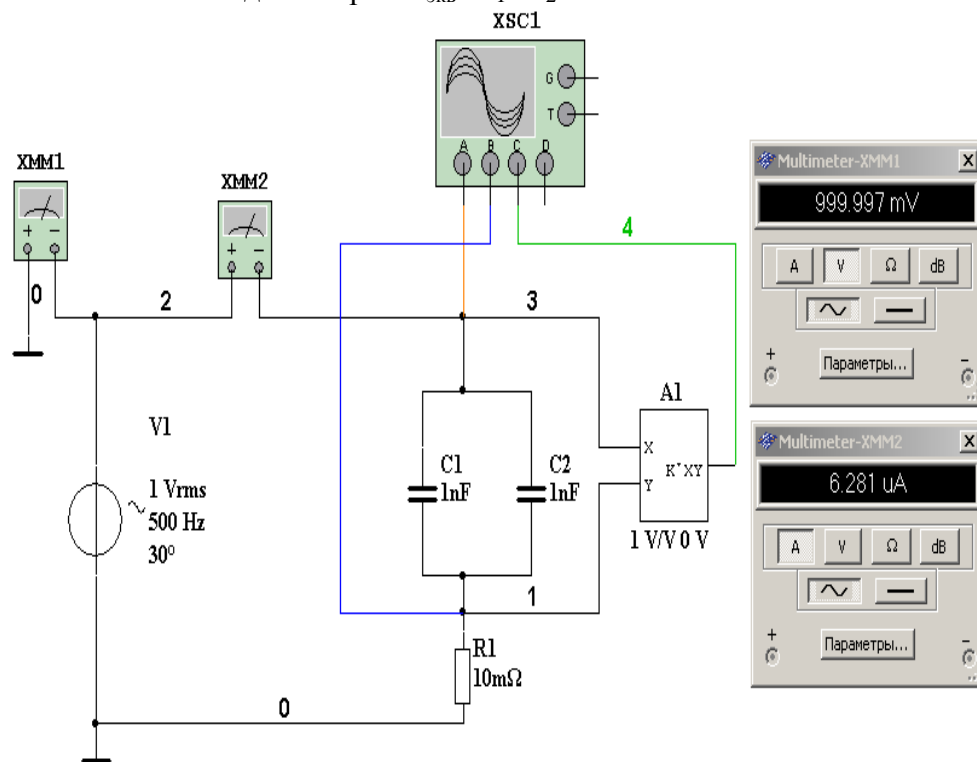 XSC1
G
T
A B C D
XMM1
+ −
XMM2
+ −
4
0
2
3
V1
1 Vrms
500 Hz
30°
C1
1nF
C2
1nF
A1
X
Y
K*XY
1 V/V 0 V
1
R1
10mΩ
0
Multimeter-XMM1 X
999.997 mV
A V Ω dB
+ −
Параметры...
Multimeter-XMM2 X
6.281 uA
A V Ω dB
+ −
Параметры...